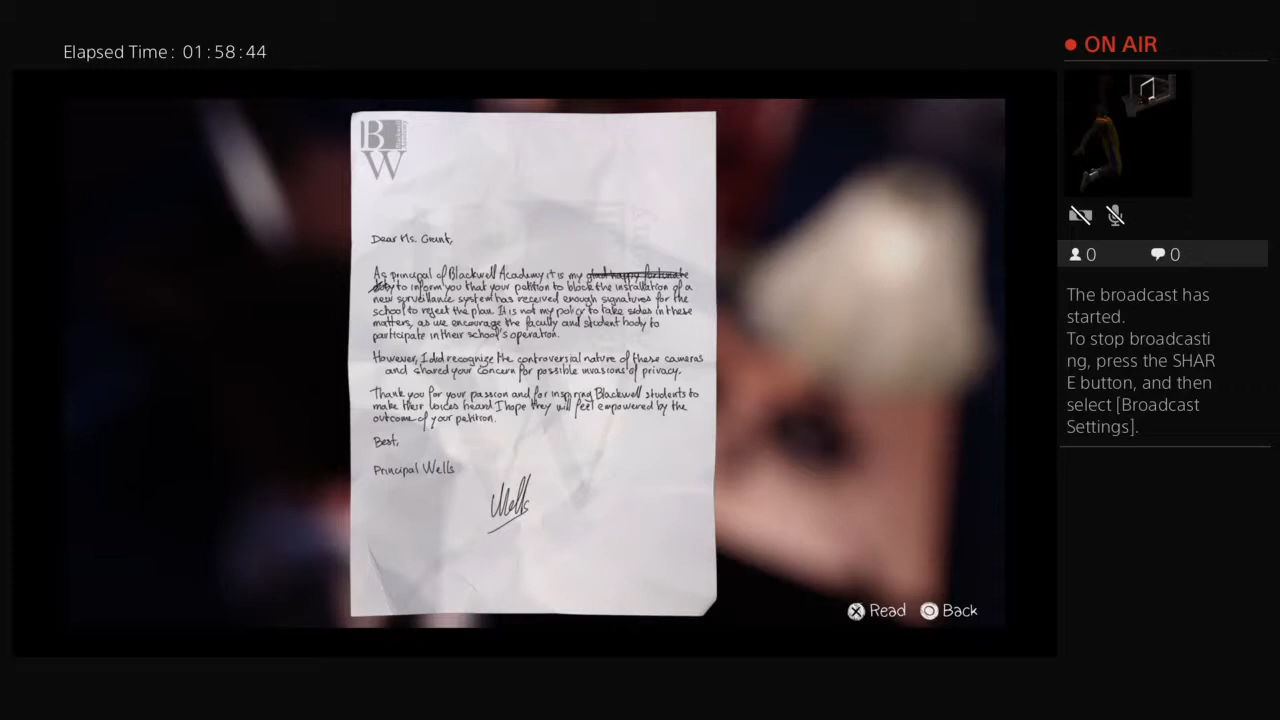 Elapsed Time: 01:58:44
ON AIR
BW
Dear Ms. Grant,
As principal of Blackwell Academy it is my glad happy fortunate
duty to inform you that your petition to block the installation of a
new surveillance system has received enough signatures for the
school to reject the plan. It is not my policy to take sides in these
matters, as we encourage the faculty and student body to
participate in their school's operation.
However, I did recognize the controversial nature of these cameras
and shared your concern for possible invasions of privacy.
Thank you for your passion and for inspiring Blackwell students to
make their voices heard I hope they will feel empowered by the
outcome of your petition.
Best,
Principal Wells
Wells
Read Back
0 0
The broadcast has
started.
To stop broadcasti
ng, press the SHAR
E button, and then
select [Broadcast
Settings].